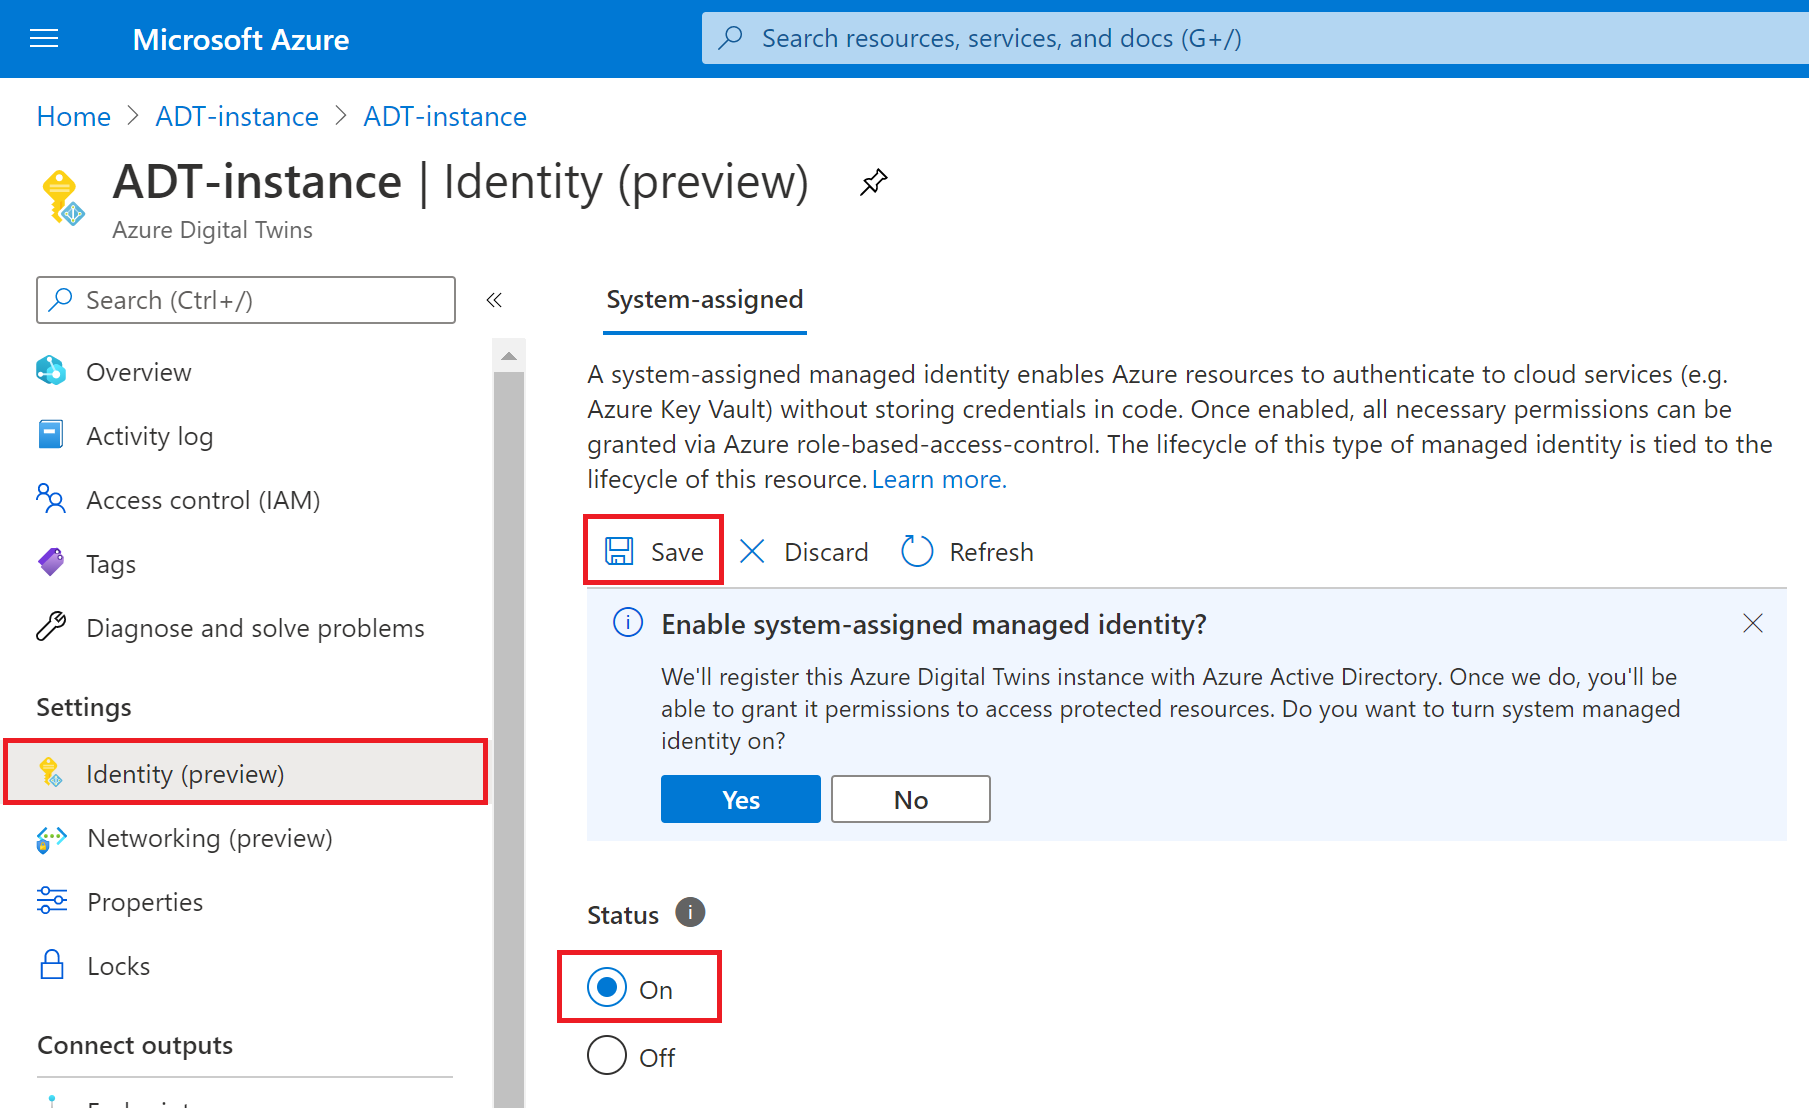 Microsoft Azure
Search resources, services, and docs (G+/)
Home > ADT-instance > ADT-instance
ADT-instance | Identity (preview)
Azure Digital Twins
Search (Ctrl+/)
«
Overview
Activity log
Access control (IAM)
Tags
Diagnose and solve problems
Settings
Identity (preview)
Networking (preview)
Properties
Locks
Connect outputs
System-assigned
A system-assigned managed identity enables Azure resources to authenticate to cloud services (e.g.
Azure Key Vault) without storing credentials in code. Once enabled, all necessary permissions can be
granted via Azure role-based-access-control. The lifecycle of this type of managed identity is tied to the
lifecycle of this resource. Learn more.
Save Discard Refresh
Enable system-assigned managed identity?
We'll register this Azure Digital Twins instance with Azure Active Directory. Once we do, you'll be
able to grant it permissions to access protected resources. Do you want to turn system managed
identity on?
Yes No
Status
On
Off